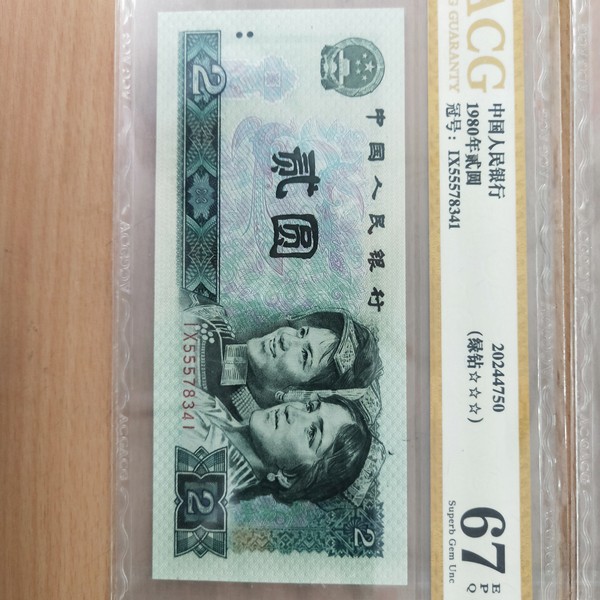 中国人民银行
贰圆
IX55578341
2
2
2
ACG
G GUARANTY
中国人民银行
1980年贰圆
冠号：IX55578341
20244750
（绿钻☆☆☆）
67 EPQ
Superb Gem Unc